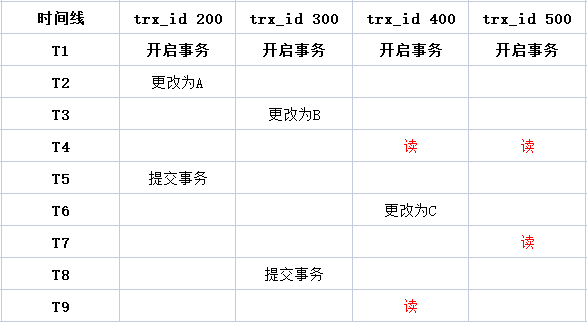 时间线 trx_id 200 trx_id 300 trx_id 400 trx_id 500
T1 开启事务 开启事务 开启事务 开启事务
T2 更改为A
T3 更改为B
T4 读 读
T5 提交事务
T6 更改为C
T7 读
T8 提交事务
T9 读